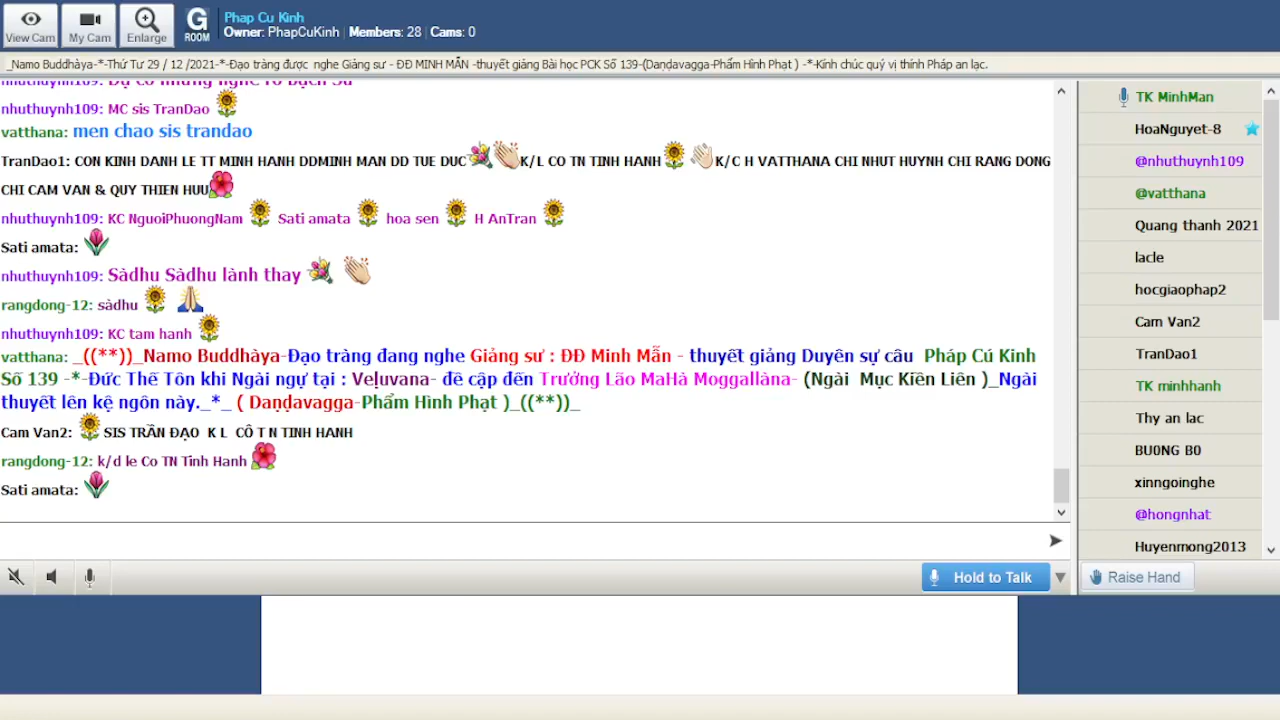 View Cam
My Cam
Enlarge
G
ROOM
Phap Cu Kinh
Owner: PhapCuKinh | Members: 28 | Cams: 0
_Namo Buddhàya-*-Thứ Tư 29 / 12 /2021-*-Đạo tràng được nghe Giảng sư - ĐĐ MINH MẪN -thuyết giảng Bài học PCK Số 139-(Daṇḍavagga-Phẩm Hình Phạt ) -*-Kính chúc quý vị thính Pháp an lạc.
nhuthuynh109: MC sis TranDao
vatthana: men chao sis trandao
TranDao1: CON KINH DANH LE TT MINH HANH DDMINH MAN DD TUE DUC K/L CO TN TINH HANH K/C H VATTHANA CHI NHUT HUYNH CHI RANG DONG
CHI CAM VAN & QUY THIEN HUU
nhuthuynh109: KC NguoiPhuongNam Sati amata hoa sen H AnTran
Sati amata:
nhuthuynh109: Sàdhu Sàdhu lành thay
rangdong-12: sàdhu
nhuthuynh109: KC tam hanh
vatthana: _((**))_Namo Buddhàya-Đạo tràng đang nghe Giảng sư : ĐĐ Minh Mẫn - thuyết giảng Duyên sự câu Pháp Cú Kinh
Số 139 -*-Đức Thế Tôn khi Ngài ngự tại : Veḷuvana- đề cập đến Trưởng Lão MaHà Moggallàna- (Ngài Mục Kiền Liên )_Ngài
thuyết lên kệ ngôn này._*_ ( Daṇḍavagga-Phẩm Hình Phạt )_((**))_
Cam Van2: SIS TRẦN ĐẠO K L CÔ T N TINH HANH
rangdong-12: k/d le Co TN Tinh Hanh
Sati amata:
Hold to Talk
TK MinhMan
HoaNguyet-8
@nhuthuynh109
@vatthana
Quang thanh 2021
lacle
hocgiaophap2
Cam Van2
TranDao1
TK minhhanh
Thy an lac
BU0NG B0
xinngoinghe
@hongnhat
Huyenmong2013
Raise Hand